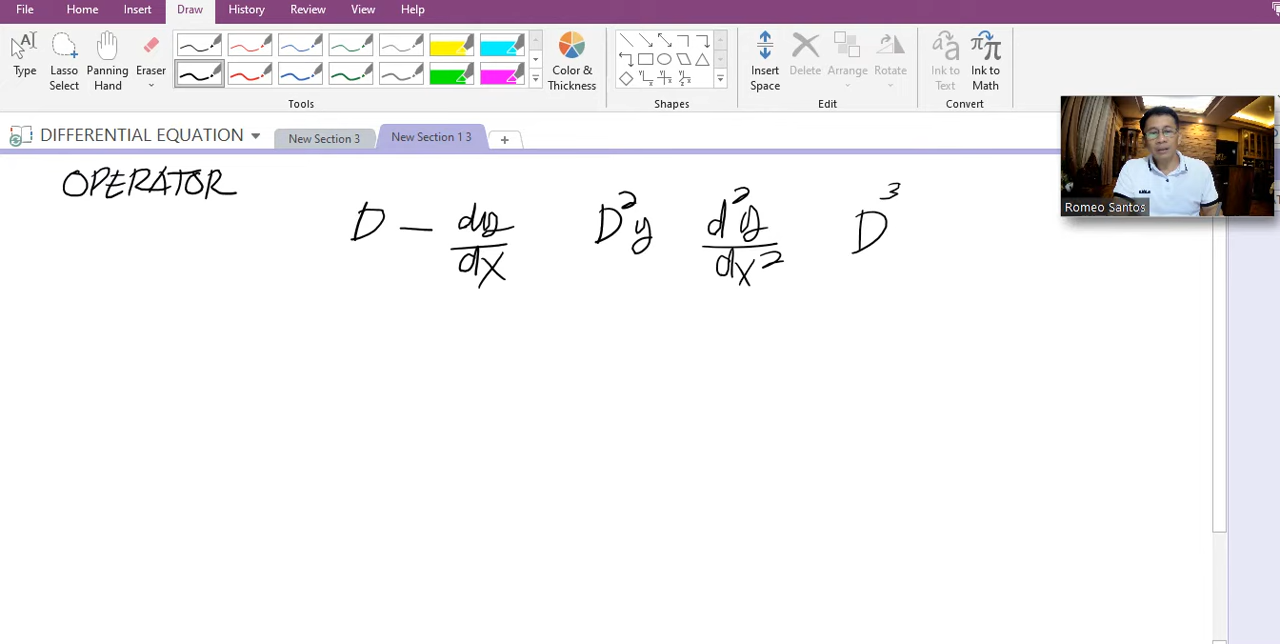 File Home Insert Draw History Review View Help
Type Lasso Select Panning Hand Eraser Color & Thickness Insert Space Delete Arrange Rotate Ink to Text Ink to Math
Tools Shapes Edit Convert
DIFFERENTIAL EQUATION New Section 3 New Section 1 3 +
Romeo Santos
OPERATOR
D — dy/dx D²y d²y/dx² D³